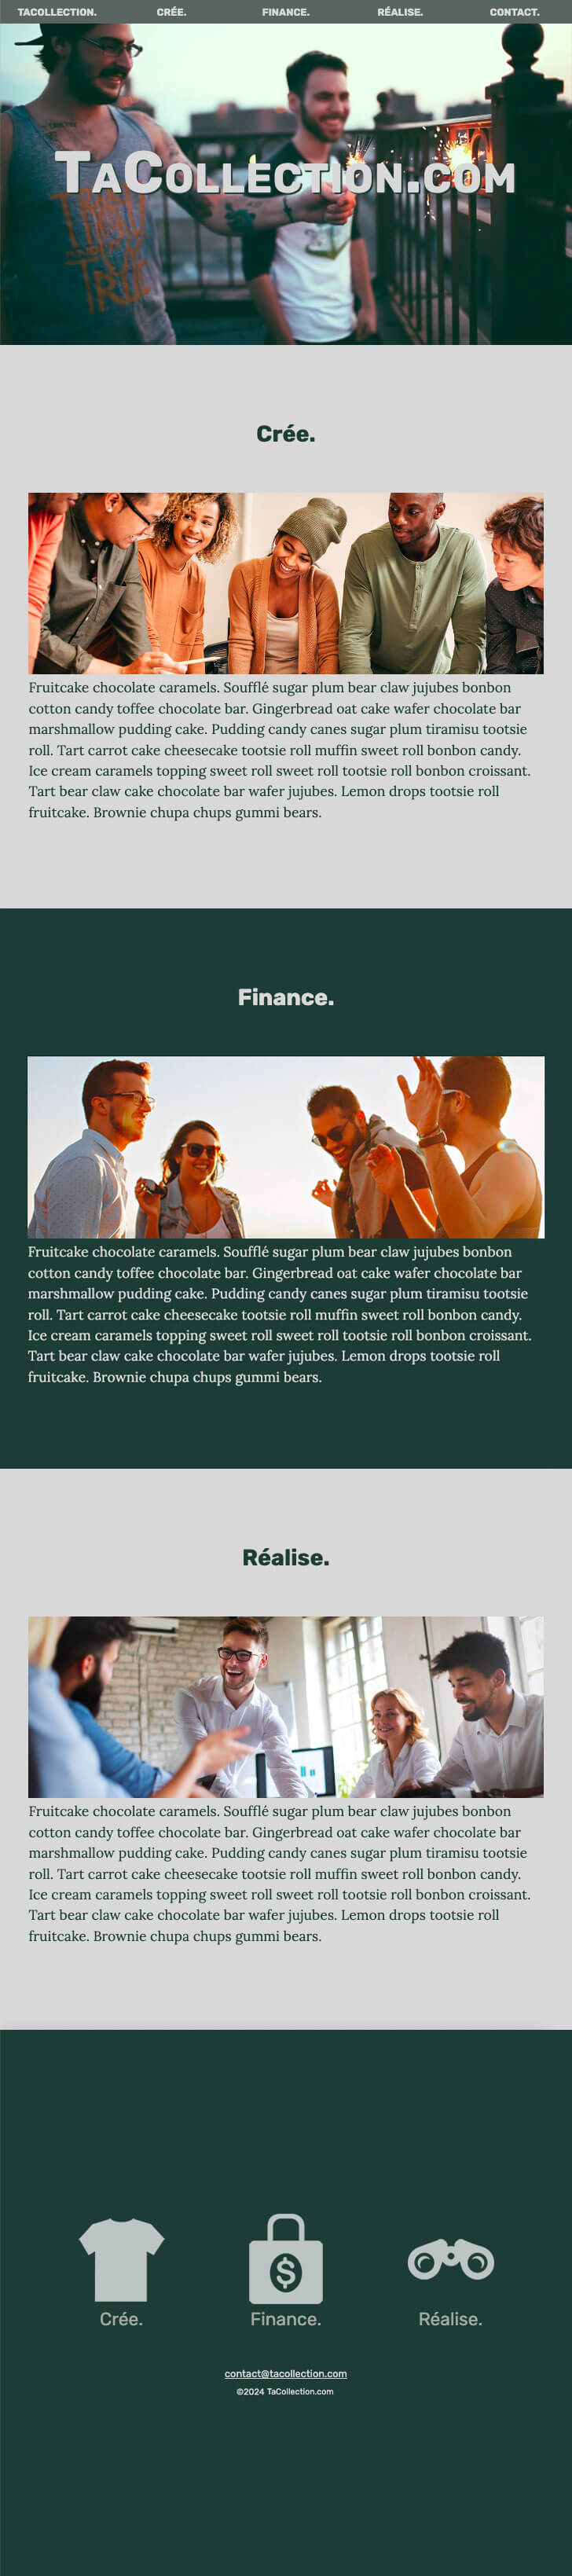 TACOLLECTION. CRÉE. FINANCE. RÉALISE. CONTACT.
TACOLLECTION.COM
Crée.
Fruitcake chocolate caramels. Soufflé sugar plum bear claw jujubes bonbon
cotton candy toffee chocolate bar. Gingerbread oat cake wafer chocolate bar
marshmallow pudding cake. Pudding candy canes sugar plum tiramisu tootsie
roll. Tart carrot cake cheesecake tootsie roll muffin sweet roll bonbon candy.
Ice cream caramels topping sweet roll sweet roll tootsie roll bonbon croissant.
Tart bear claw cake chocolate bar wafer jujubes. Lemon drops tootsie roll
fruitcake. Brownie chupa chups gummi bears.
Finance.
Fruitcake chocolate caramels. Soufflé sugar plum bear claw jujubes bonbon
cotton candy toffee chocolate bar. Gingerbread oat cake wafer chocolate bar
marshmallow pudding cake. Pudding candy canes sugar plum tiramisu tootsie
roll. Tart carrot cake cheesecake tootsie roll muffin sweet roll bonbon candy.
Ice cream caramels topping sweet roll sweet roll tootsie roll bonbon croissant.
Tart bear claw cake chocolate bar wafer jujubes. Lemon drops tootsie roll
fruitcake. Brownie chupa chups gummi bears.
Réalise.
Fruitcake chocolate caramels. Soufflé sugar plum bear claw jujubes bonbon
cotton candy toffee chocolate bar. Gingerbread oat cake wafer chocolate bar
marshmallow pudding cake. Pudding candy canes sugar plum tiramisu tootsie
roll. Tart carrot cake cheesecake tootsie roll muffin sweet roll bonbon candy.
Ice cream caramels topping sweet roll sweet roll tootsie roll bonbon croissant.
Tart bear claw cake chocolate bar wafer jujubes. Lemon drops tootsie roll
fruitcake. Brownie chupa chups gummi bears.
$
Crée. Finance. Réalise.
contact@tacollection.com
©2024 TaCollection.com